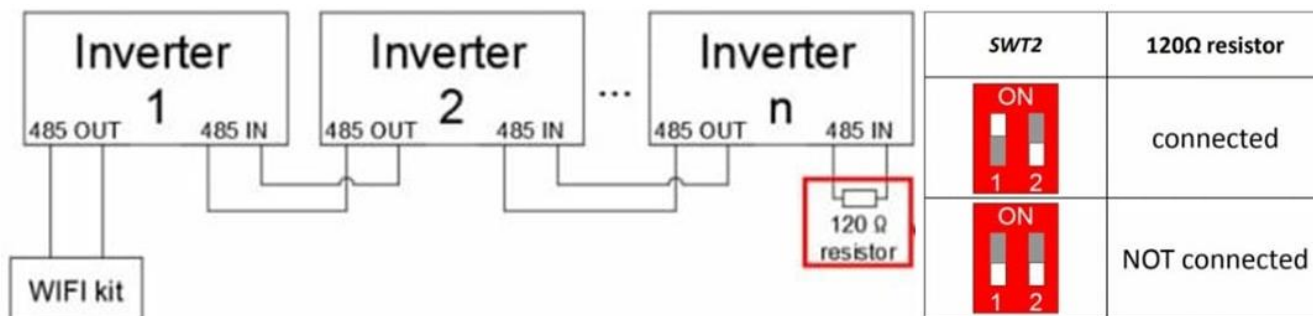 Inverter
1
485 OUT
485 IN
Inverter
2
485 OUT
485 IN
...
Inverter
n
485 OUT
485 IN
120 Ω
resistor
WIFI kit
SWT2
120Ω resistor
ON
1 2
connected
ON
1 2
NOT connected